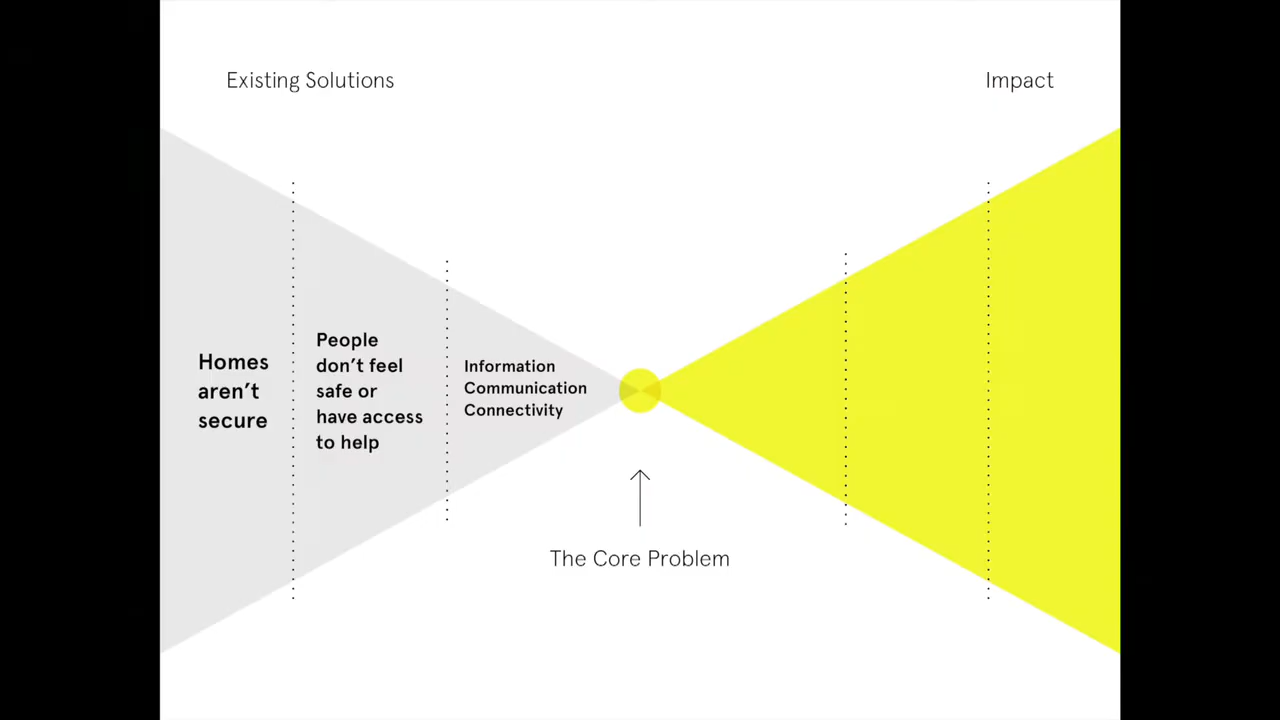 Existing Solutions
Impact
Homes
aren’t
secure
People
don’t feel
safe or
have access
to help
Information
Communication
Connectivity
The Core Problem